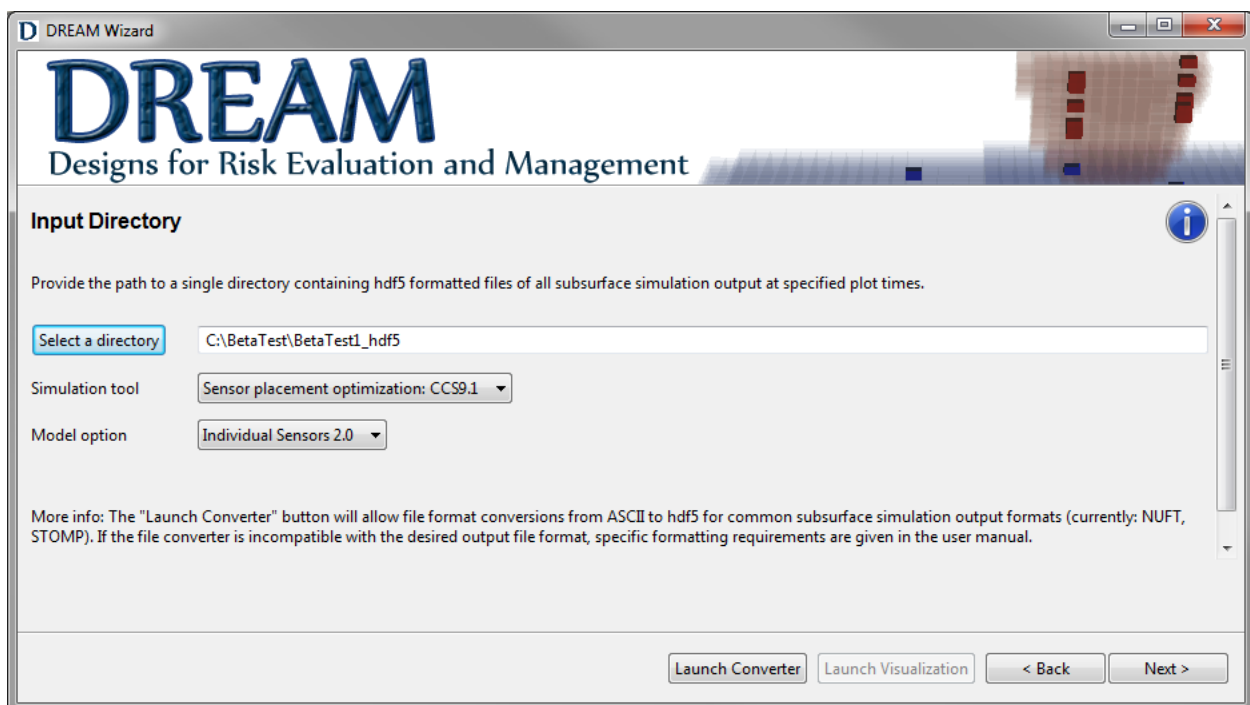 D DREAM Wizard
DREAM
Designs for Risk Evaluation and Management
Input Directory
i
Provide the path to a single directory containing hdf5 formatted files of all subsurface simulation output at specified plot times.
Select a directory C:\BetaTest\BetaTest1_hdf5
Simulation tool Sensor placement optimization: CCS9.1
Model option Individual Sensors 2.0
More info: The "Launch Converter" button will allow file format conversions from ASCII to hdf5 for common subsurface simulation output formats (currently: NUFT,
STOMP). If the file converter is incompatible with the desired output file format, specific formatting requirements are given in the user manual.
Launch Converter Launch Visualization < Back Next >